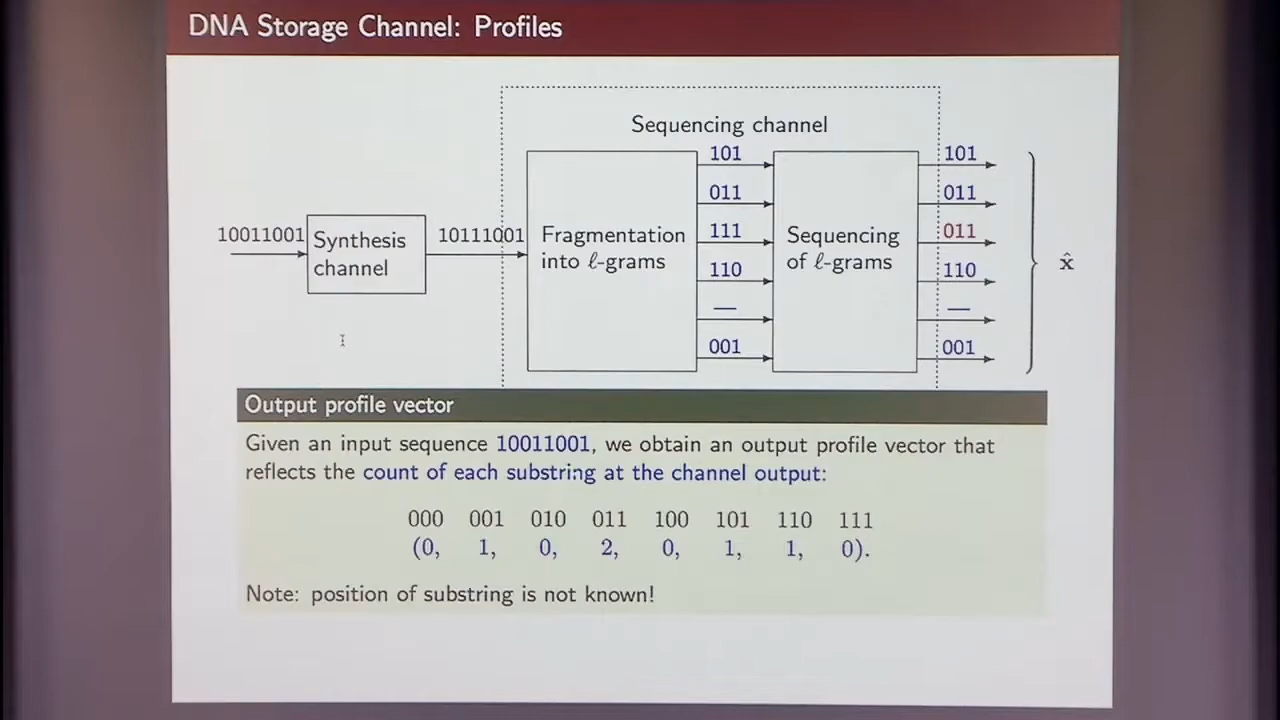 DNA Storage Channel: Profiles
Sequencing channel
10011001
Synthesis
channel
10111001
Fragmentation
into ℓ-grams
101
011
111
110
—
001
Sequencing
of ℓ-grams
101
011
011
110
—
001
x̂
Output profile vector
Given an input sequence 10011001, we obtain an output profile vector that
reflects the count of each substring at the channel output:
000 001 010 011 100 101 110 111
(0, 1, 0, 2, 0, 1, 1, 0).
Note: position of substring is not known!